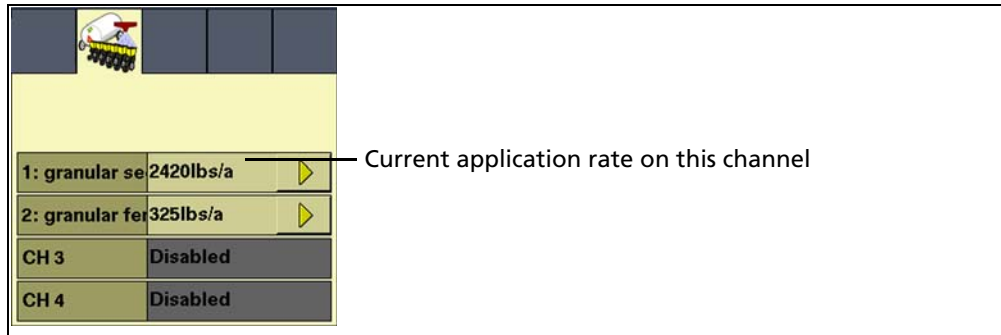 1: granular se 2420lbs/a
Current application rate on this channel
2: granular fer 325lbs/a
CH 3 Disabled
CH 4 Disabled